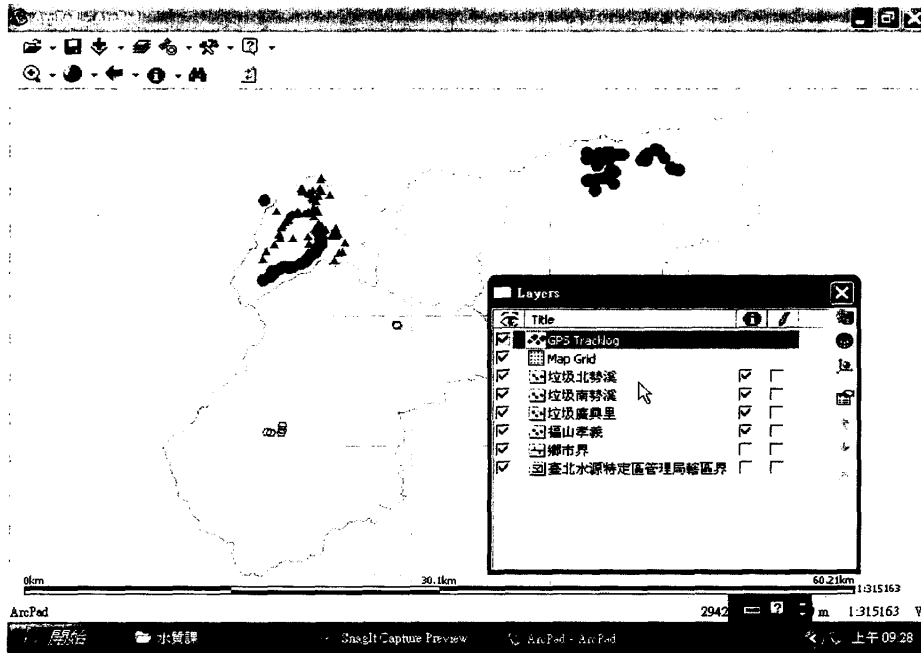 Layers
Title
GPS Tracklog
Map Grid
垃圾北勢溪
垃圾南勢溪
垃圾廣興里
福山孝義
鄉市界
臺北水源特定區管理局轄區界
0km 30.1km 60.21km
1:315163
ArcPad 2942 m 1:315163
開始 水質課 SnagIt Capture Preview ArcPad - ArcPad 上午 09:28